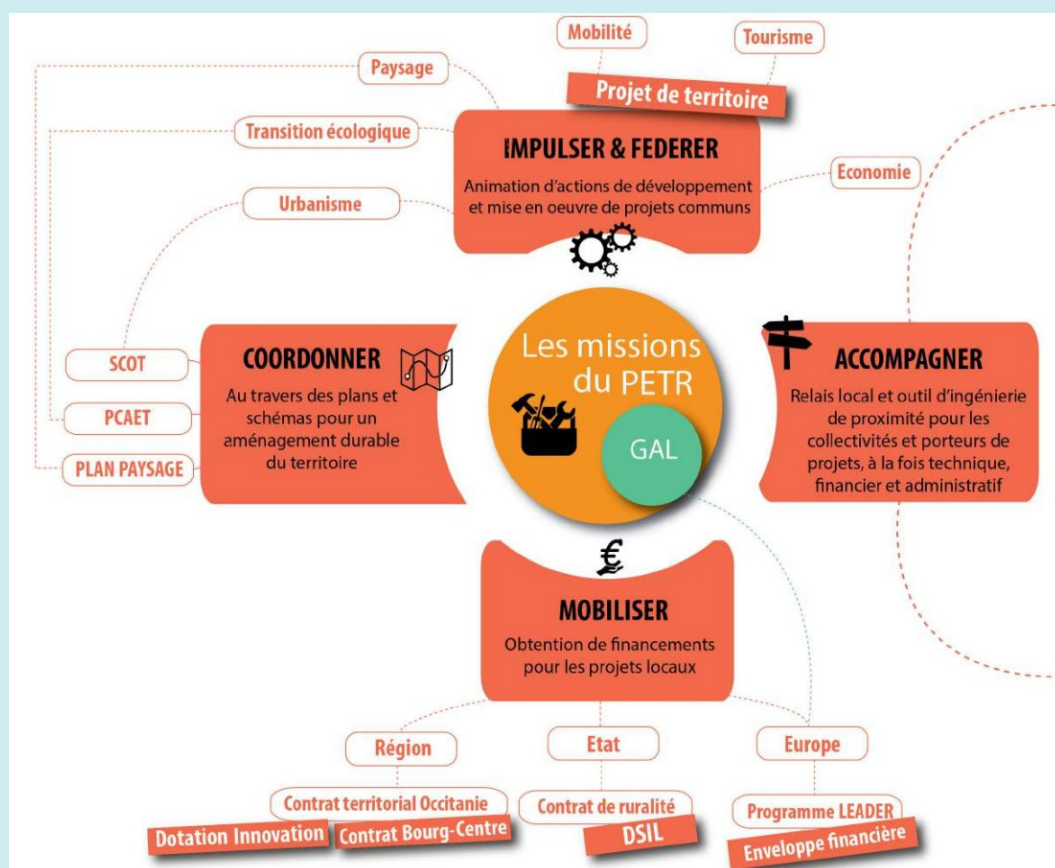 Mobilité
Tourisme
Paysage
Projet de territoire
Transition écologique
IMPULSER & FEDERER
Animation d'actions de développement
et mise en oeuvre de projets communs
Economie
Urbanisme
Les missions
du PETR
GAL
SCOT
PCAET
PLAN PAYSAGE
COORDONNER
Au travers des plans et
schémas pour un
aménagement durable
du territoire
ACCOMPAGNER
Relais local et outil d'ingénierie
de proximité pour les
collectivités et porteurs de
projets, à la fois technique,
financier et administratif
€
MOBILISER
Obtention de financements
pour les projets locaux
Région
Etat
Europe
Contrat territorial Occitanie
Dotation Innovation
Contrat Bourg-Centre
Contrat de ruralité
DSIL
Programme LEADER
Enveloppe financière